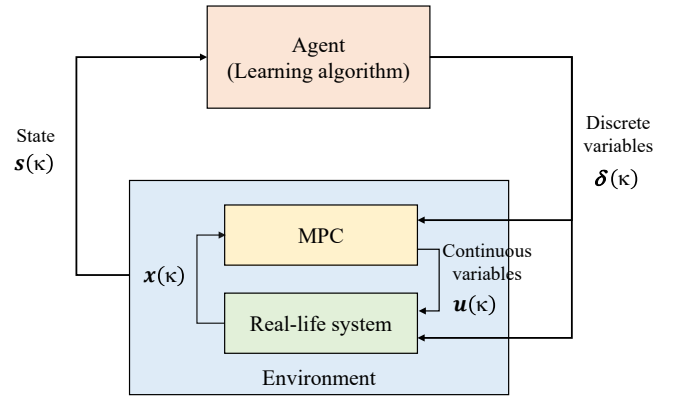 Agent
(Learning algorithm)
State
s(κ)
Discrete
variables
δ(κ)
MPC
Continuous
variables
x(κ)
u(κ)
Real-life system
Environment